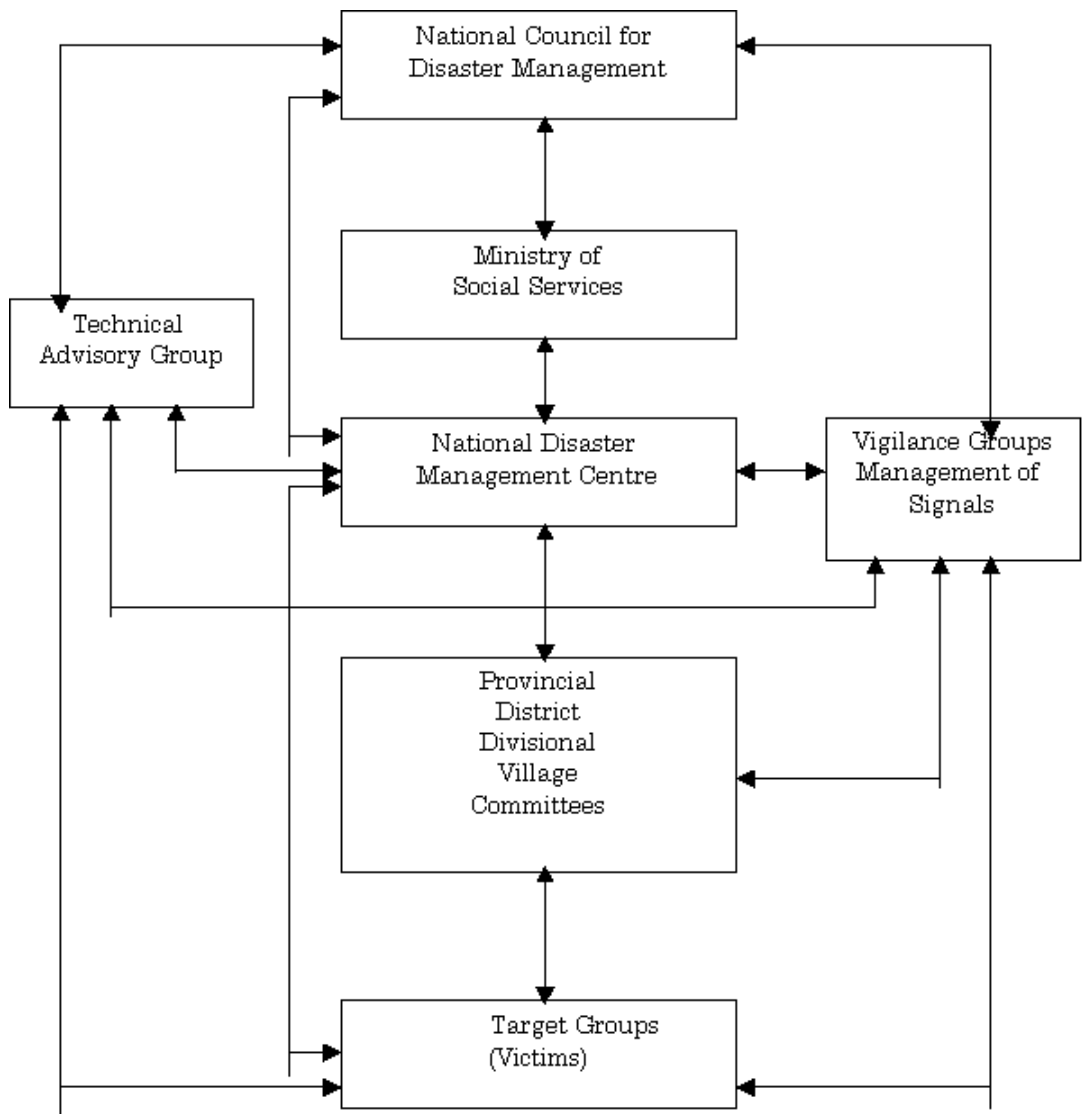 National Council for
Disaster Management
Ministry of
Social Services
Technical
Advisory Group
National Disaster
Management Centre
Vigilance Groups
Management of
Signals
Provincial
District
Divisional
Village
Committees
Target Groups
(Victims)